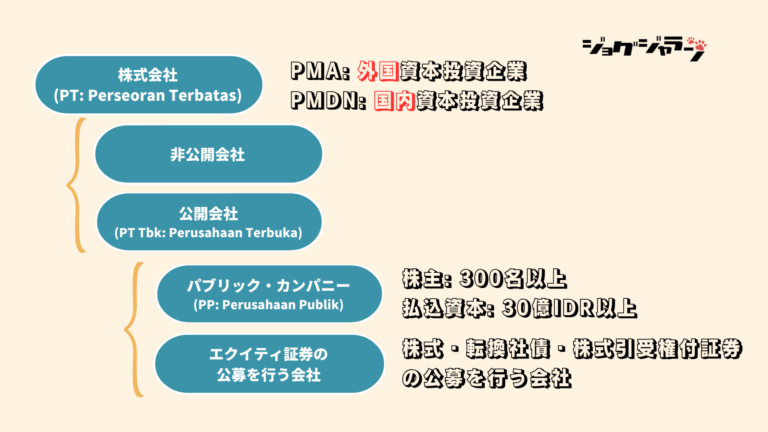 ジョグジャラーン
株式会社
(PT: Perseoran Terbatas)
PMA: 外国資本投資企業
PMDN: 国内資本投資企業
非公開会社
公開会社
(PT Tbk: Perusahaan Terbuka)
パブリック・カンパニー
(PP: Perusahaan Publik)
株主: 300名以上
払込資本: 30億IDR以上
エクイティ証券の
公募を行う会社
株式・転換社債・株式引受権付証券
の公募を行う会社